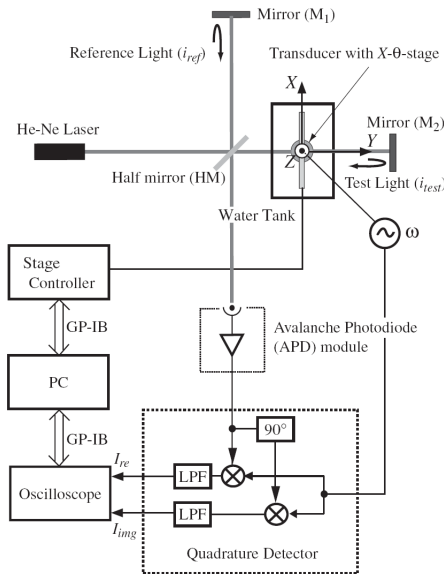 Mirror (M1)
Reference Light (iref)
Transducer with X-θ-stage
X
He-Ne Laser
Mirror (M2)
Y
Z
Half mirror (HM)
Test Light (itest)
Water Tank
ω
Stage
Controller
GP-IB
Avalanche Photodiode
(APD) module
PC
GP-IB
90°
Ire
LPF
Oscilloscope
LPF
Iimg
Quadrature Detector